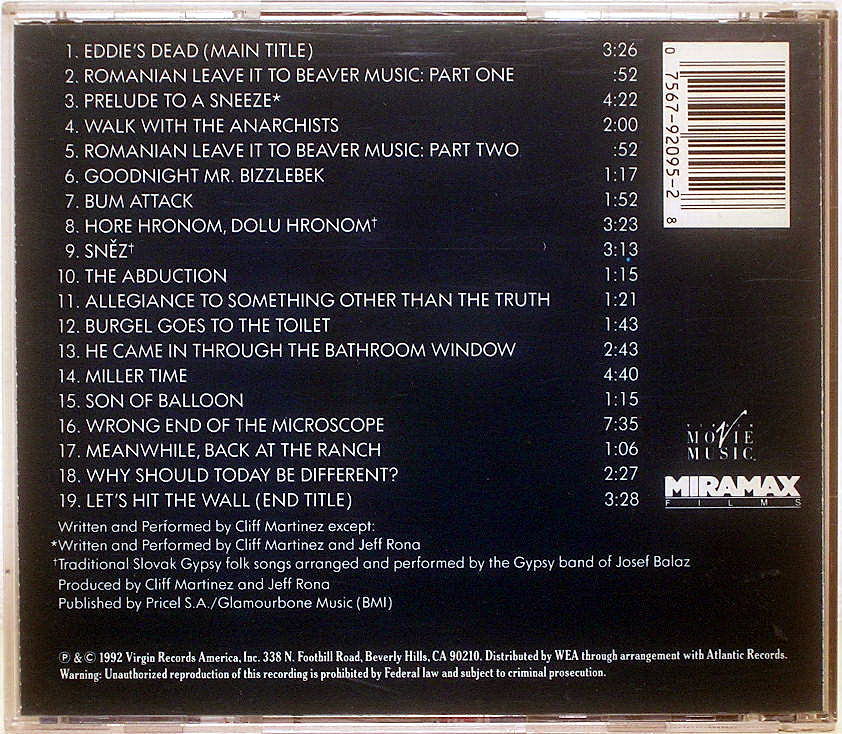 1. EDDIE'S DEAD (MAIN TITLE) 3:26
2. ROMANIAN LEAVE IT TO BEAVER MUSIC: PART ONE :52
3. PRELUDE TO A SNEEZE* 4:22
4. WALK WITH THE ANARCHISTS 2:00
5. ROMANIAN LEAVE IT TO BEAVER MUSIC: PART TWO :52
6. GOODNIGHT MR. BIZZLEBEK 1:17
7. BUM ATTACK 1:52
8. HORE HRONOM, DOLU HRONOM† 3:23
9. SNĚZ† 3:13
10. THE ABDUCTION 1:15
11. ALLEGIANCE TO SOMETHING OTHER THAN THE TRUTH 1:21
12. BURGEL GOES TO THE TOILET 1:43
13. HE CAME IN THROUGH THE BATHROOM WINDOW 2:43
14. MILLER TIME 4:40
15. SON OF BALLOON 1:15
16. WRONG END OF THE MICROSCOPE 7:35
17. MEANWHILE, BACK AT THE RANCH 1:06
18. WHY SHOULD TODAY BE DIFFERENT? 2:27
19. LET'S HIT THE WALL (END TITLE) 3:28
Written and Performed by Cliff Martinez except:
*Written and Performed by Cliff Martinez and Jeff Rona
†Traditional Slovak Gypsy folk songs arranged and performed by the Gypsy band of Josef Balaz
Produced by Cliff Martinez and Jeff Rona
Published by Pricel S.A./Glamourbone Music (BMI)
0 7567-92095-2 8
VIRGIN
MOVIE
MUSIC
MIRAMAX
FILMS
℗ & © 1992 Virgin Records America, Inc. 338 N. Foothill Road, Beverly Hills, CA 90210. Distributed by WEA through arrangement with Atlantic Records.
Warning: Unauthorized reproduction of this recording is prohibited by Federal law and subject to criminal prosecution.